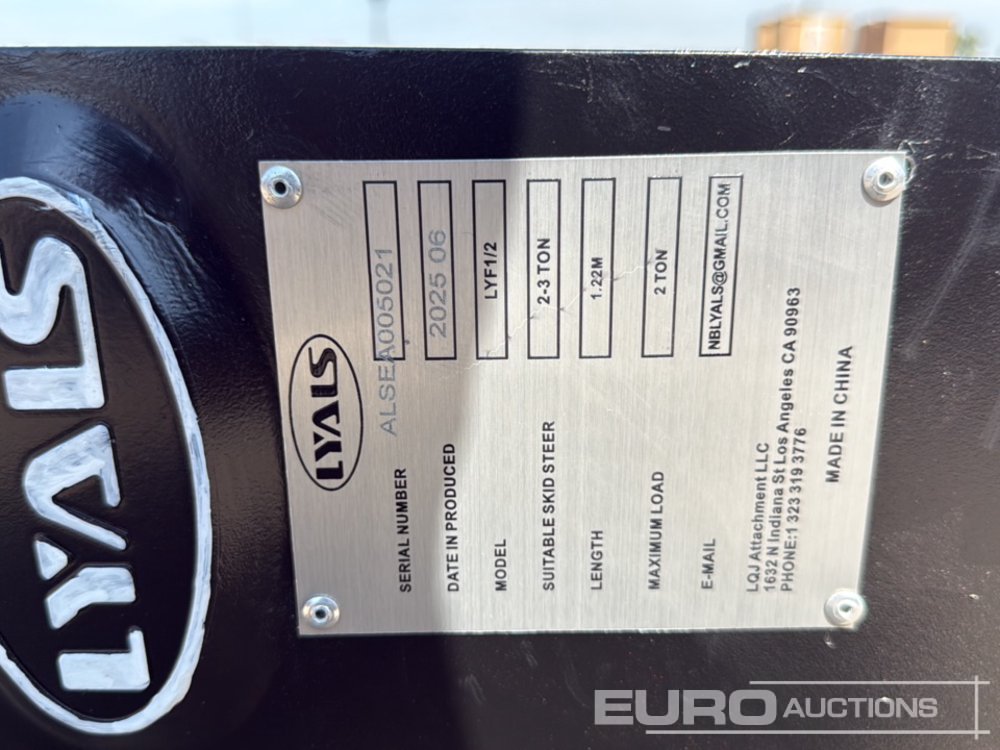 LYALS
LYALS
SERIAL NUMBER ALSEA005021
DATE IN PRODUCED 2025 06
MODEL LYF1/2
SUITABLE SKID STEER 2-3 TON
LENGTH 1.22M
MAXIMUM LOAD 2 TON
E-MAIL NBLYALS@GMAIL.COM
LQJ Attachment LLC
1632 N Indiana St Los Angeles CA 90963
PHONE:1 323 319 3776
MADE IN CHINA
EURO AUCTIONS